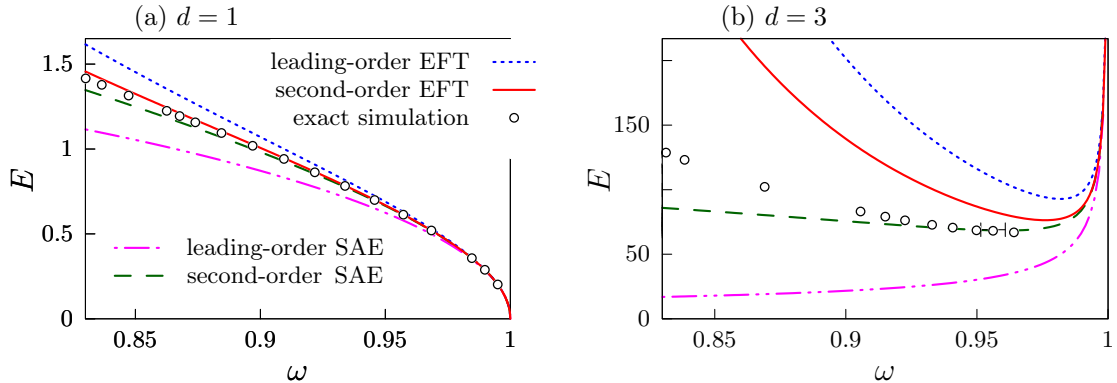 (a) d = 1
(b) d = 3
leading-order EFT
second-order EFT
exact simulation
leading-order SAE
second-order SAE
E
1.5
1
0.5
0
0.85
0.9
0.95
1
ω
E
150
50
0
0.85
0.9
0.95
1
ω